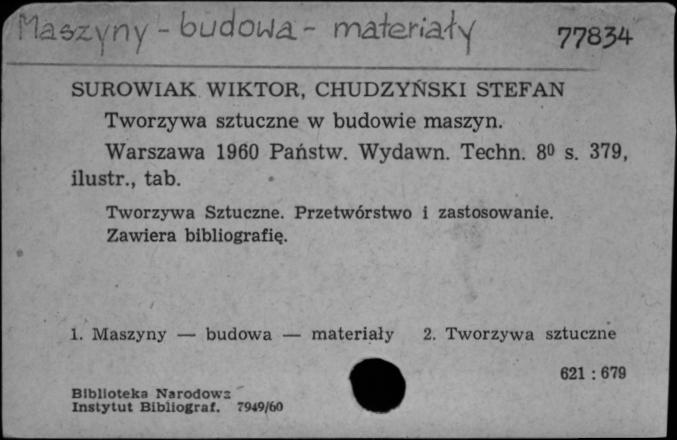 Maszyny - budowa - materiały 77834
SUROWIAK WIKTOR, CHUDZYŃSKI STEFAN
Tworzywa sztuczne w budowie maszyn.
Warszawa 1960 Państw. Wydawn. Techn. 8⁰ s. 379,
ilustr., tab.
Tworzywa Sztuczne. Przetwórstwo i zastosowanie.
Zawiera bibliografię.
1. Maszyny — budowa — materiały 2. Tworzywa sztuczne
621 : 679
Biblioteka Narodowa
Instytut Bibliograf. 7949/60